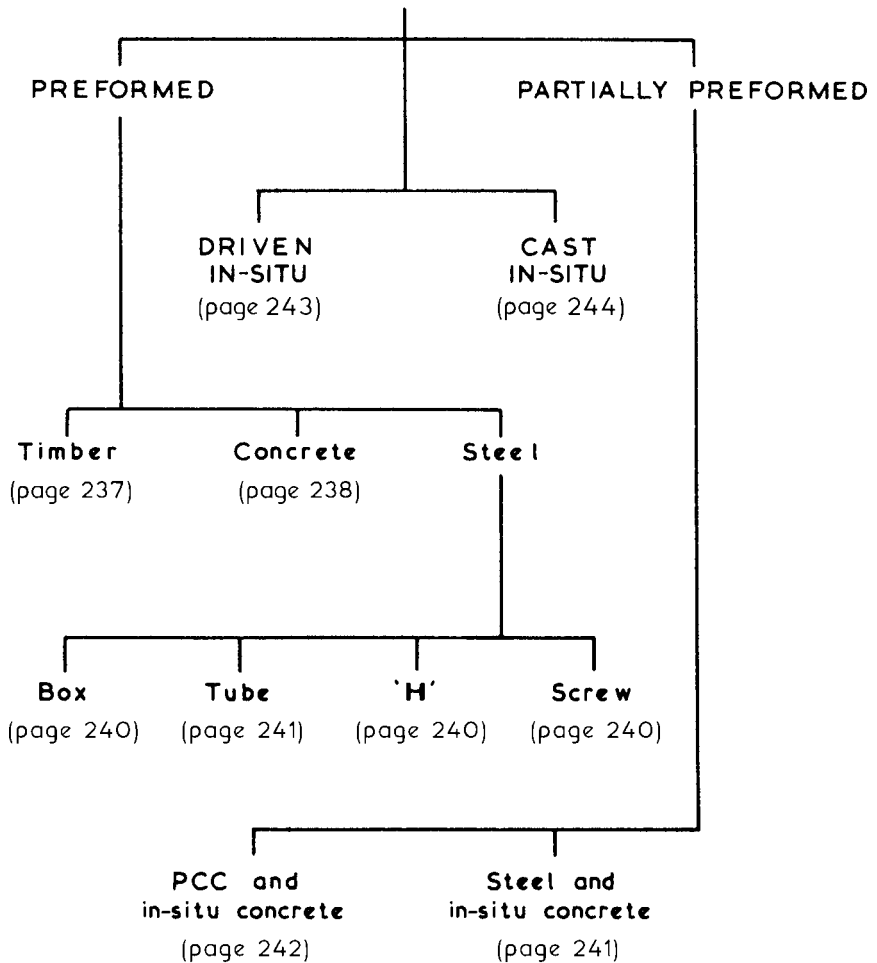 PREFORMED
PARTIALLY PREFORMED
DRIVEN
IN-SITU
(page 243)
CAST
IN-SITU
(page 244)
Timber
(page 237)
Concrete
(page 238)
Steel
Box
(page 240)
Tube
(page 241)
'H'
(page 240)
Screw
(page 240)
PCC and
in-situ concrete
(page 242)
Steel and
in-situ concrete
(page 241)